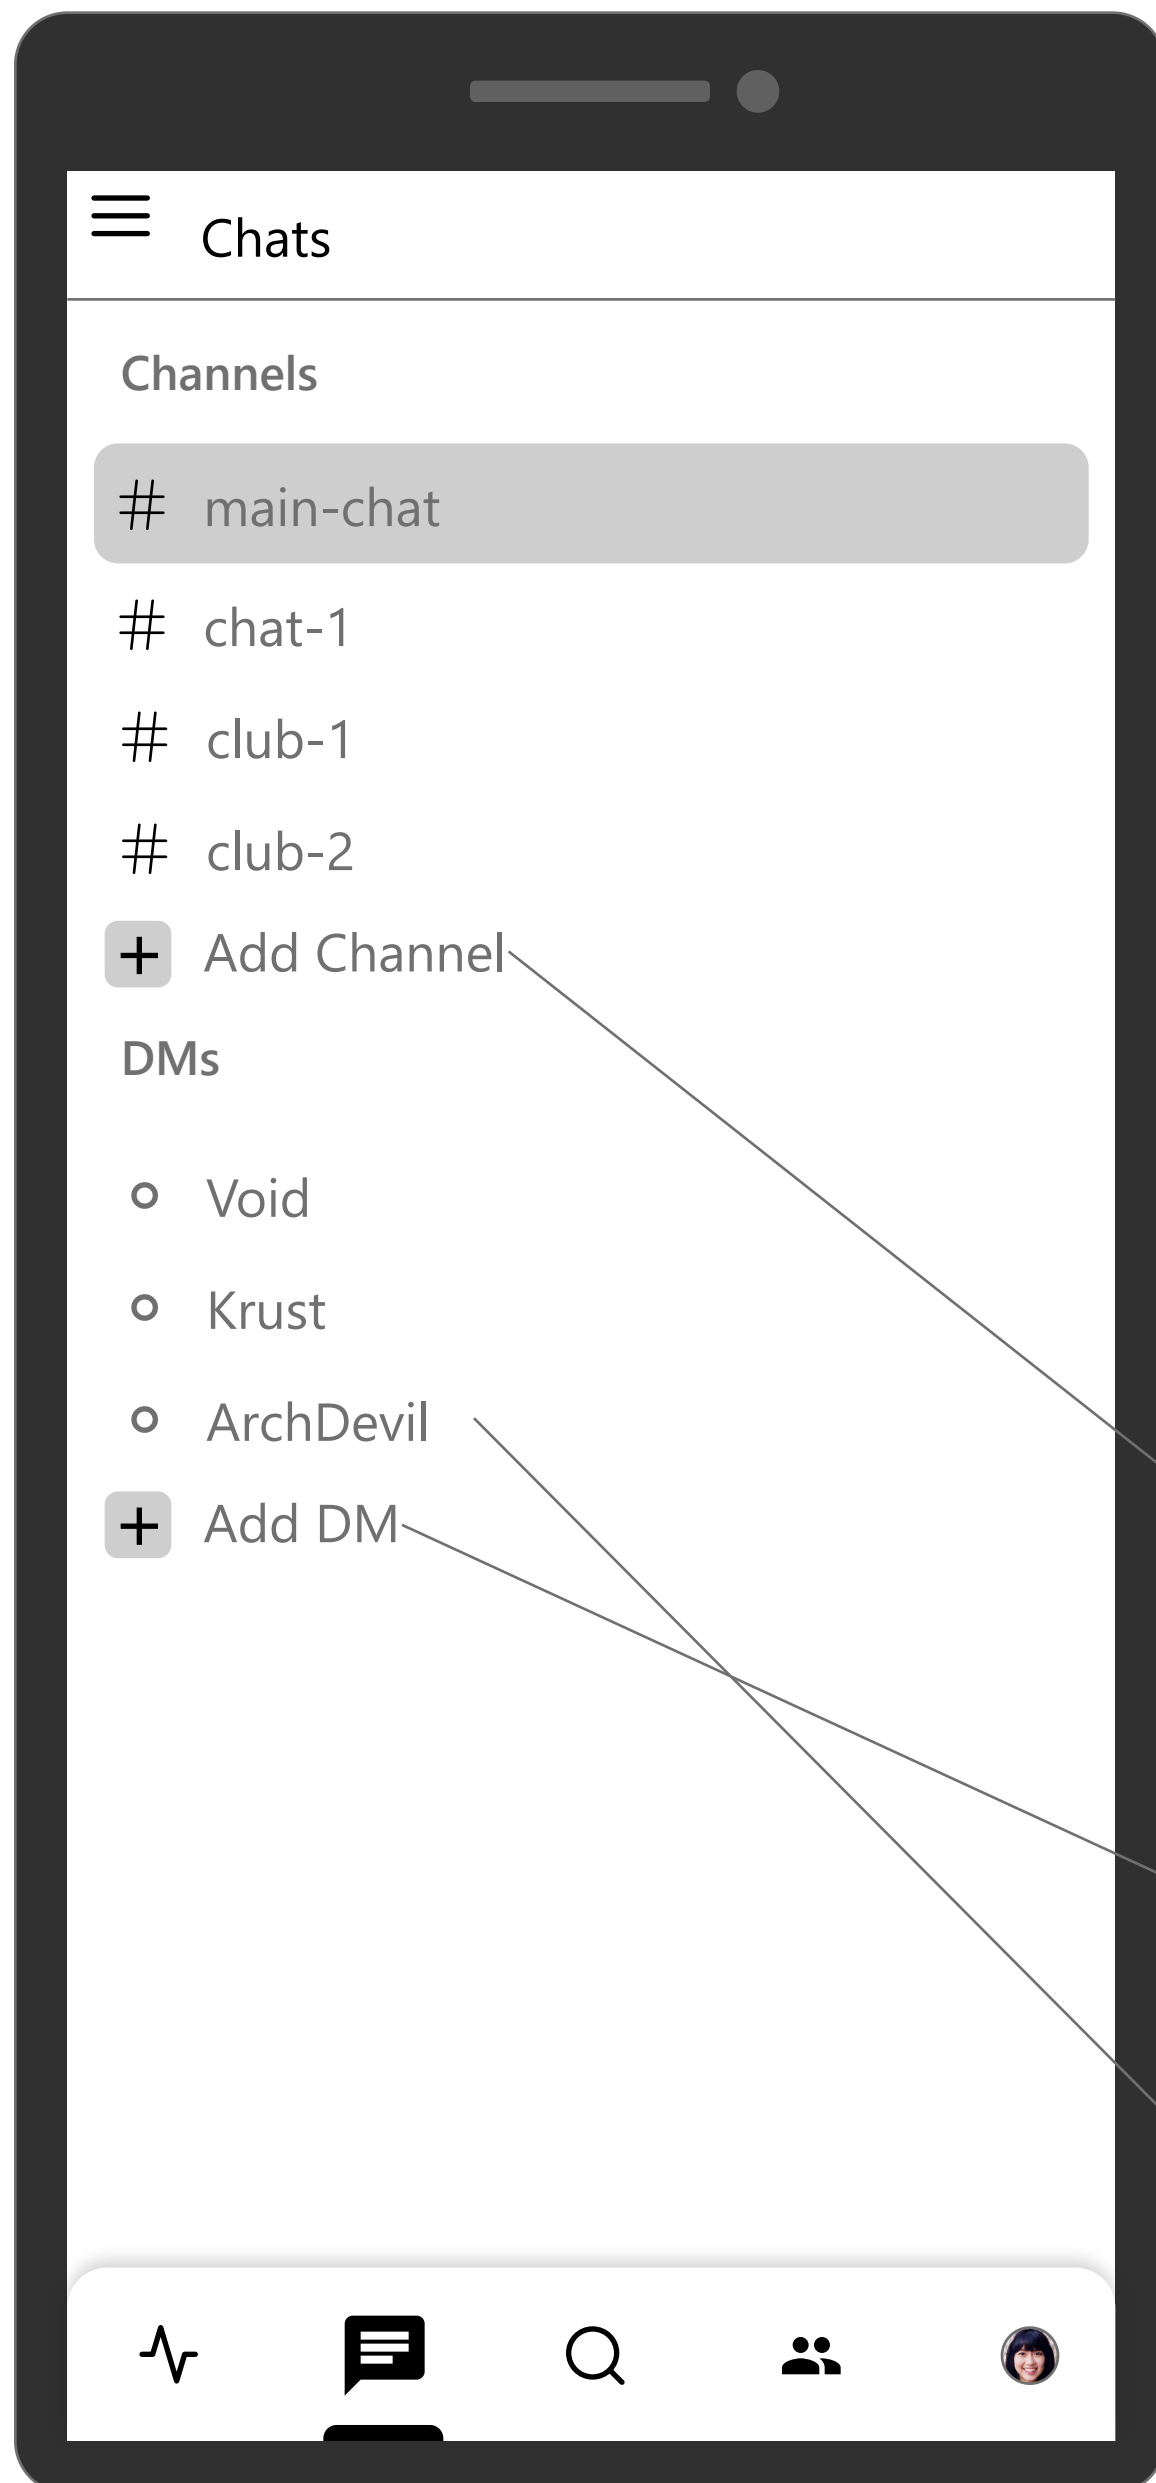 Chats
Channels
# main-chat
# chat-1
# club-1
# club-2
+ Add Channel
DMs
Void
Krust
ArchDevil
+ Add DM